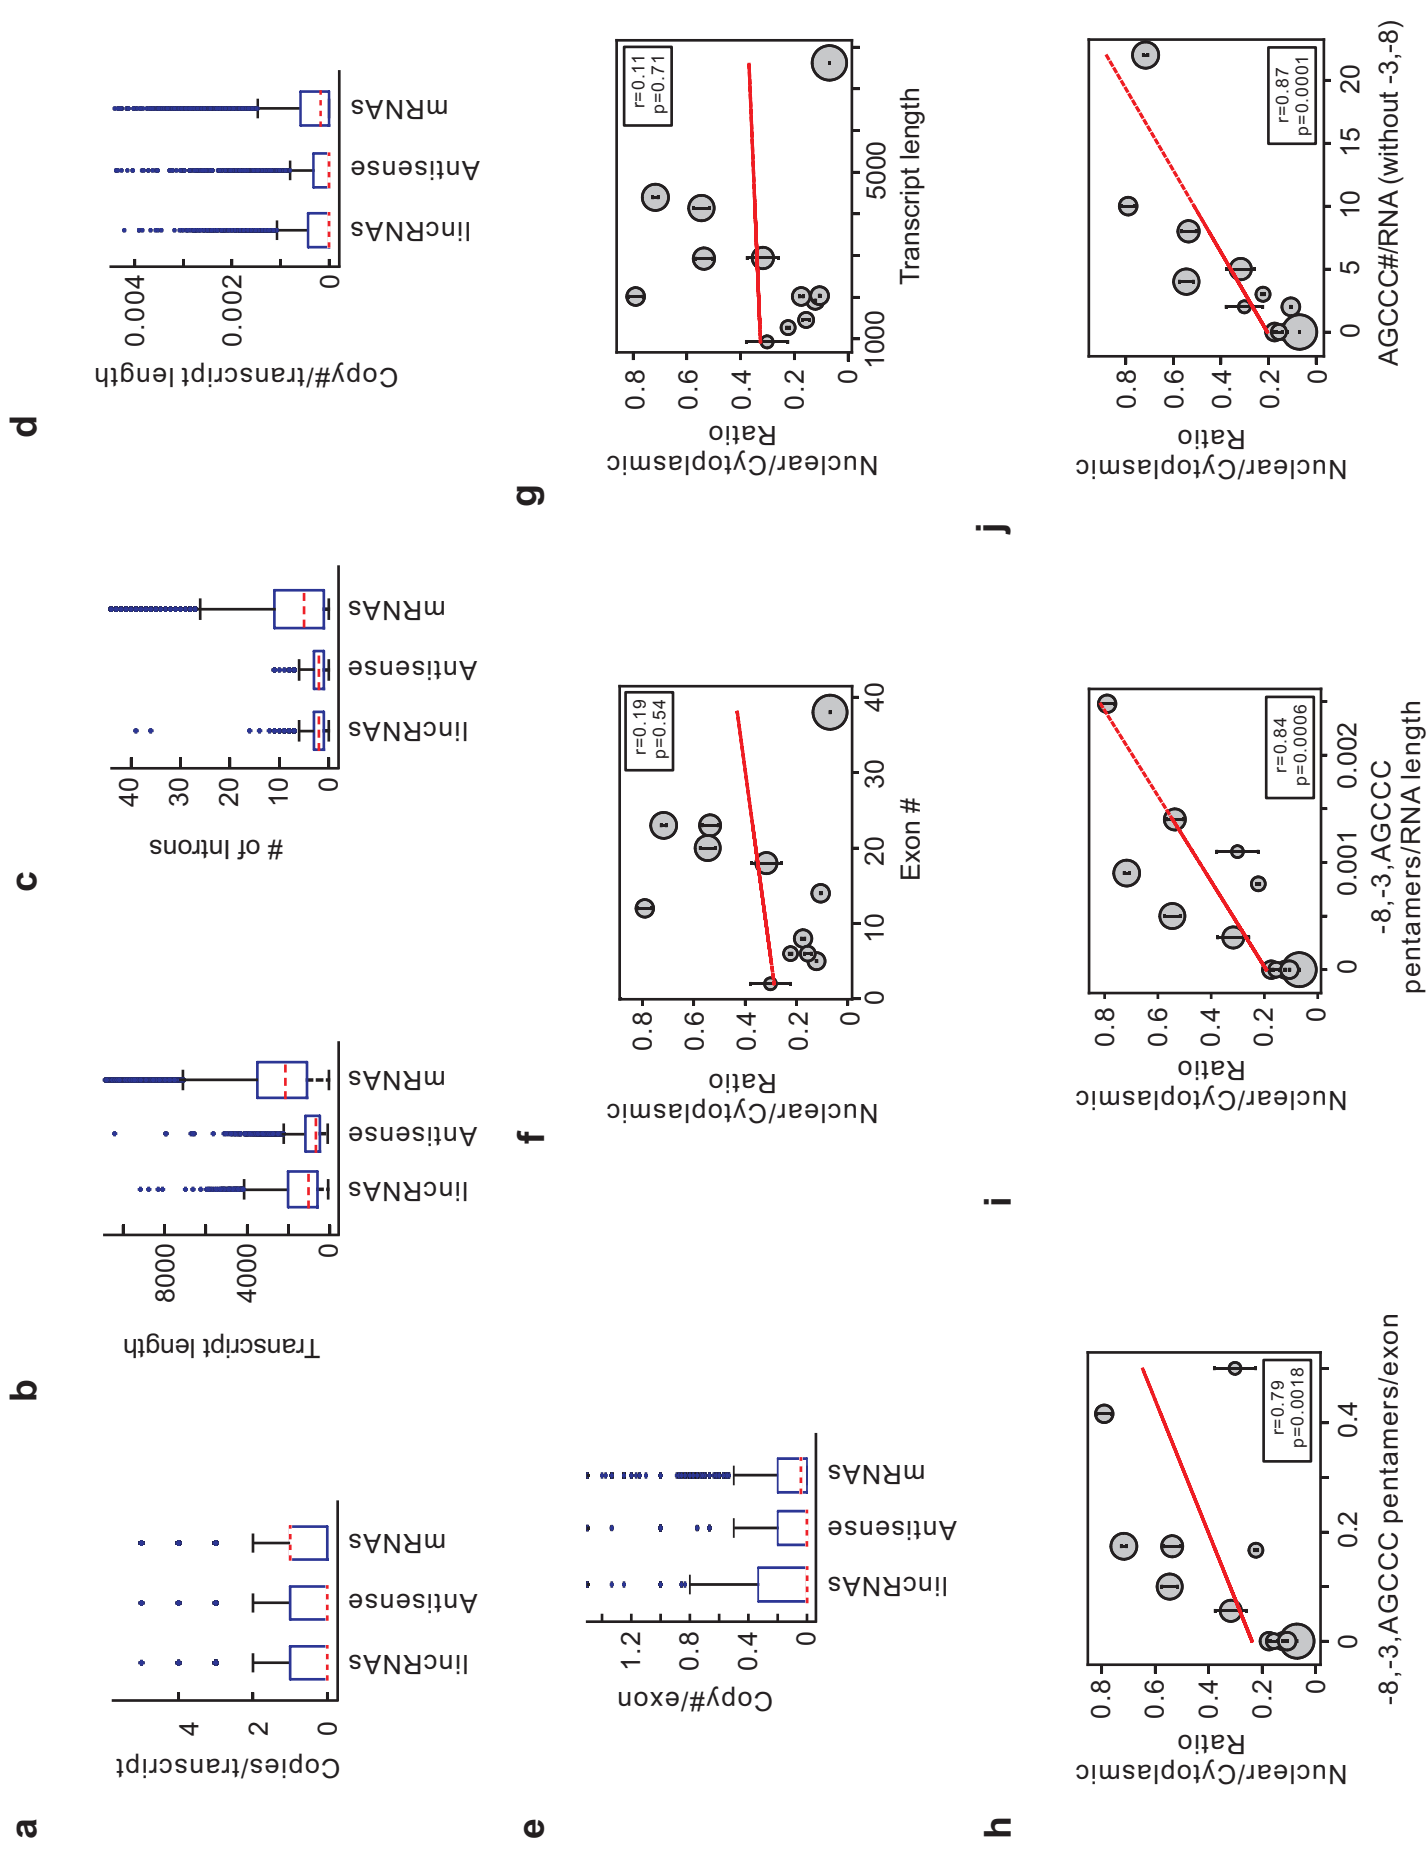 a
Copies/transcript
4
2
0
lincRNAs
Antisense
mRNAs
b
Transcript length
8000
4000
0
lincRNAs
Antisense
mRNAs
c
# of Introns
40
30
20
10
0
lincRNAs
Antisense
mRNAs
d
Copy#/transcript length
0.004
0.002
0
lincRNAs
Antisense
mRNAs
e
Copy#/exon
1.2
0.8
0.4
0
lincRNAs
Antisense
mRNAs
f
Nuclear/Cytoplasmic
Ratio
0.8
0.6
0.4
0.2
0
r=0.19
p=0.54
0 10 20 30 40
Exon #
g
Nuclear/Cytoplasmic
Ratio
0.8
0.6
0.4
0.2
0
r=0.11
p=0.71
1000 5000
Transcript length
h
Nuclear/Cytoplasmic
Ratio
0.8
0.6
0.4
0.2
0
r=0.79
p=0.0018
0 0.2 0.4
-8,-3,AGCCC pentamers/exon
i
Nuclear/Cytoplasmic
Ratio
0.8
0.6
0.4
0.2
0
r=0.84
p=0.0006
0 0.001 0.002
-8,-3,AGCCC
pentamers/RNA length
j
Nuclear/Cytoplasmic
Ratio
0.8
0.6
0.4
0.2
0
r=0.87
p=0.0001
0 5 10 15 20
AGCCC#/RNA (without -3,-8)